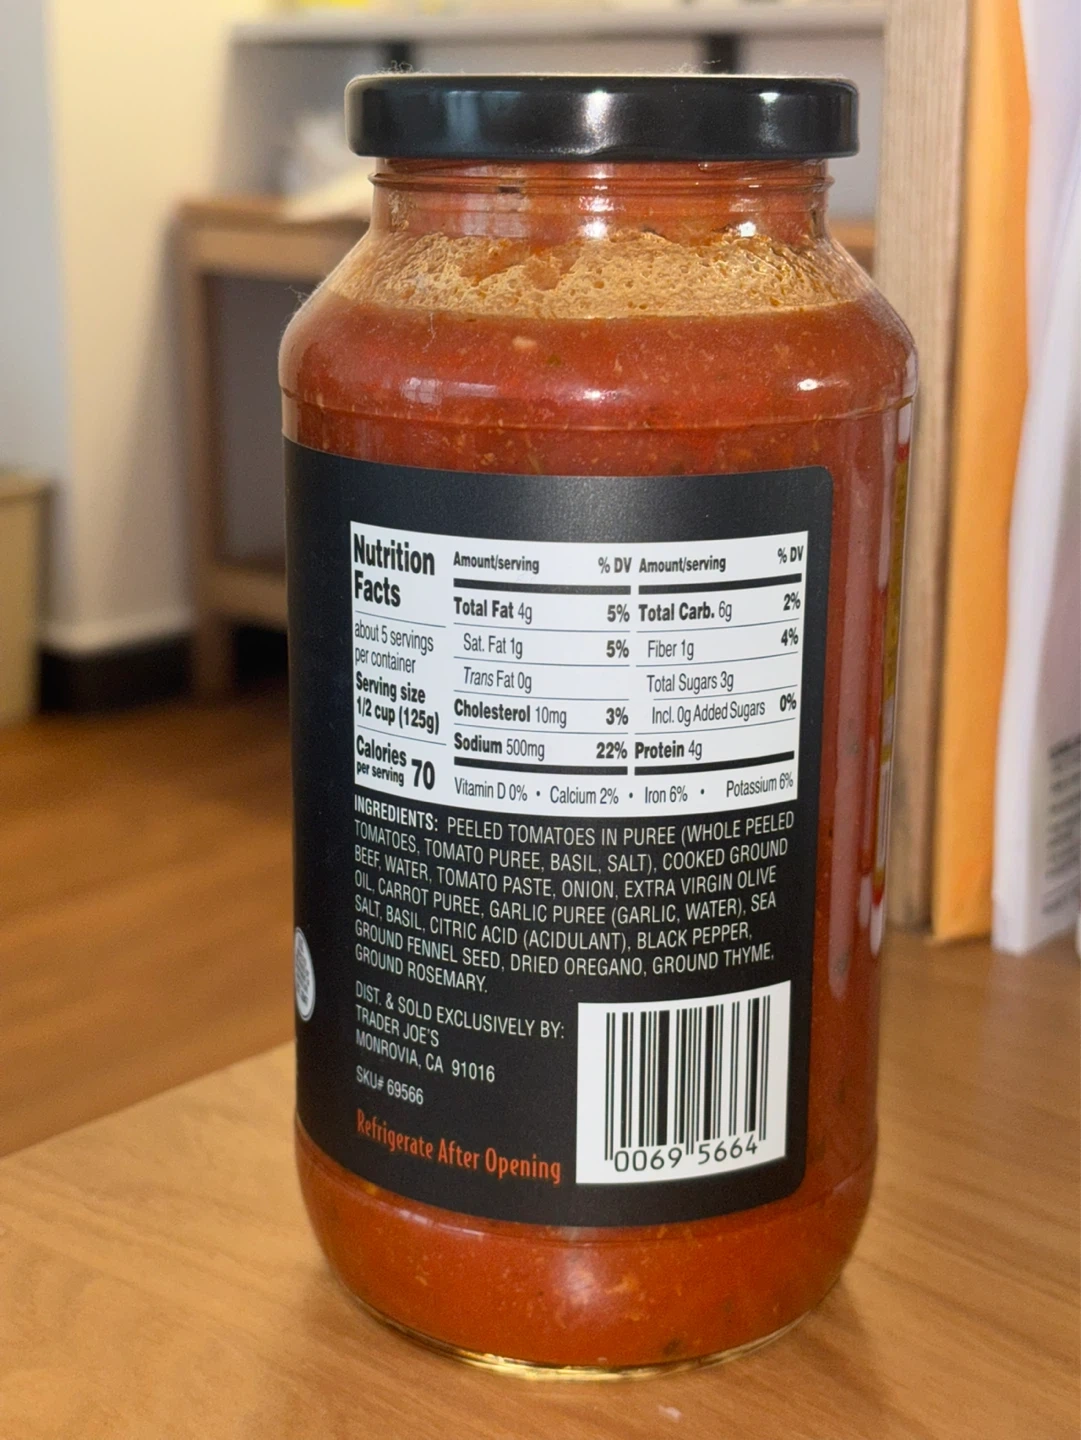 Nutrition
Facts
about 5 servings
per container
Serving size
1/2 cup (125g)
Calories
per serving 70
Amount/serving % DV
Total Fat 4g 5%
Sat. Fat 1g 5%
Trans Fat 0g
Cholesterol 10mg 3%
Sodium 500mg 22%
Amount/serving % DV
Total Carb. 6g 2%
Fiber 1g 4%
Total Sugars 3g
Incl. 0g Added Sugars 0%
Protein 4g
Vitamin D 0% • Calcium 2% • Iron 6% • Potassium 6%
INGREDIENTS: PEELED TOMATOES IN PUREE (WHOLE PEELED
TOMATOES, TOMATO PUREE, BASIL, SALT), COOKED GROUND
BEEF, WATER, TOMATO PASTE, ONION, EXTRA VIRGIN OLIVE
OIL, CARROT PUREE, GARLIC PUREE (GARLIC, WATER), SEA
SALT, BASIL, CITRIC ACID (ACIDULANT), BLACK PEPPER,
GROUND FENNEL SEED, DRIED OREGANO, GROUND THYME,
GROUND ROSEMARY.
DIST. & SOLD EXCLUSIVELY BY:
TRADER JOE'S
MONROVIA, CA 91016
SKU# 69566
Refrigerate After Opening
0069 5664